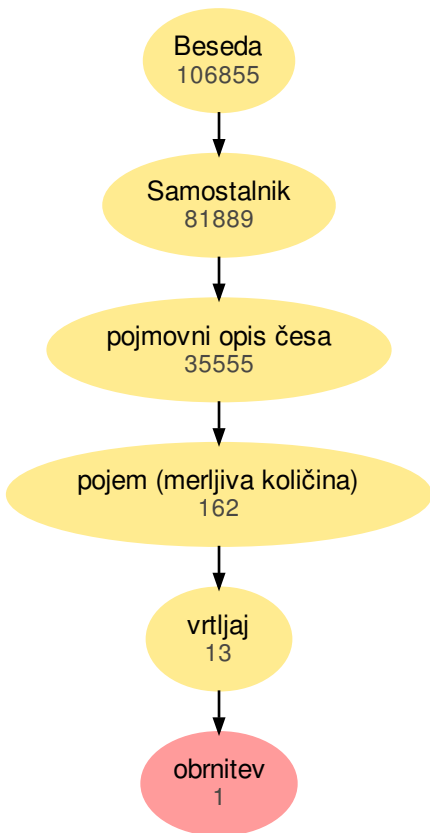 Beseda
106855
Samostalnik
81889
pojmovni opis česa
35555
pojem (merljiva količina)
162
vrtljaj
13
obrnitev
1